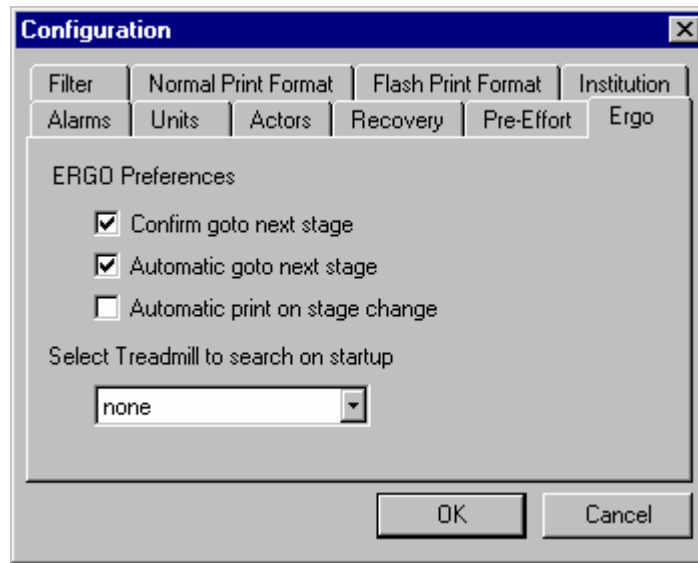 Configuration
Filter Normal Print Format Flash Print Format Institution
Alarms Units Actors Recovery Pre-Effort Ergo
ERGO Preferences
Confirm goto next stage
Automatic goto next stage
Automatic print on stage change
Select Treadmill to search on startup
none
OK Cancel